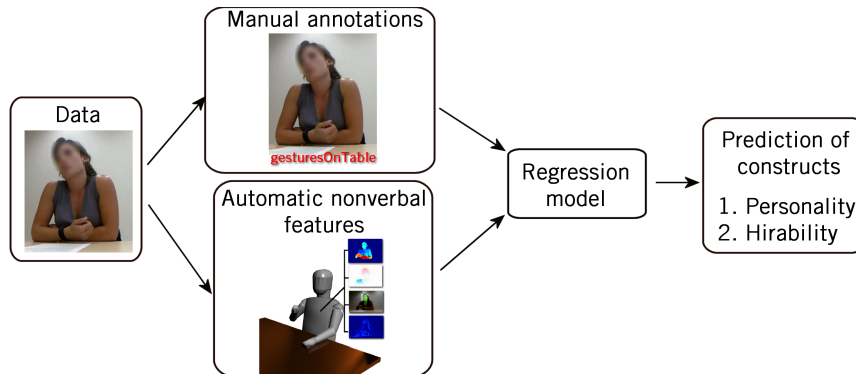 Data
Manual annotations
gesturesOnTable
Automatic nonverbal
features
Regression
model
Prediction of
constructs
1. Personality
2. Hirability